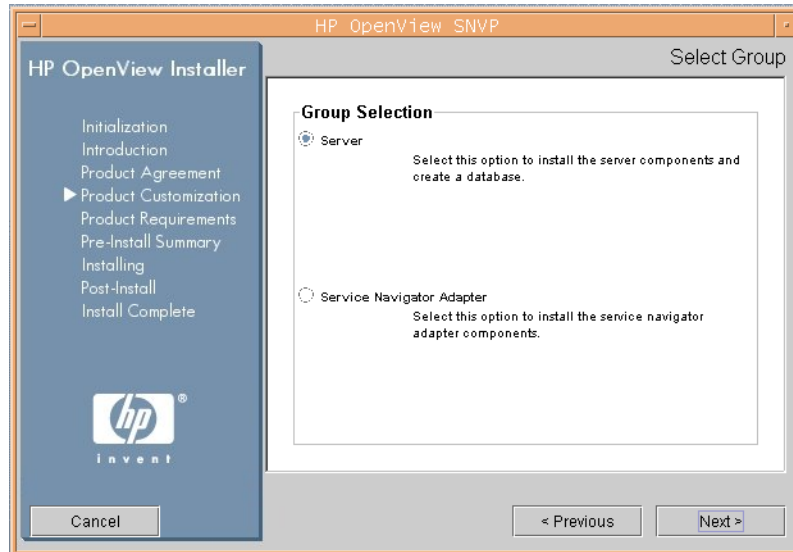 HP OpenView SNVP
HP OpenView Installer
Select Group
Initialization
Introduction
Product Agreement
Product Customization
Product Requirements
Pre-Install Summary
Installing
Post-Install
Install Complete
hp
®
invent
Group Selection
Server
Select this option to install the server components and
create a database.
Service Navigator Adapter
Select this option to install the service navigator
adapter components.
Cancel
< Previous
Next >